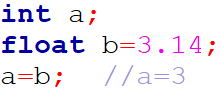 int a;
float b=3.14;
a=b;   //a=3